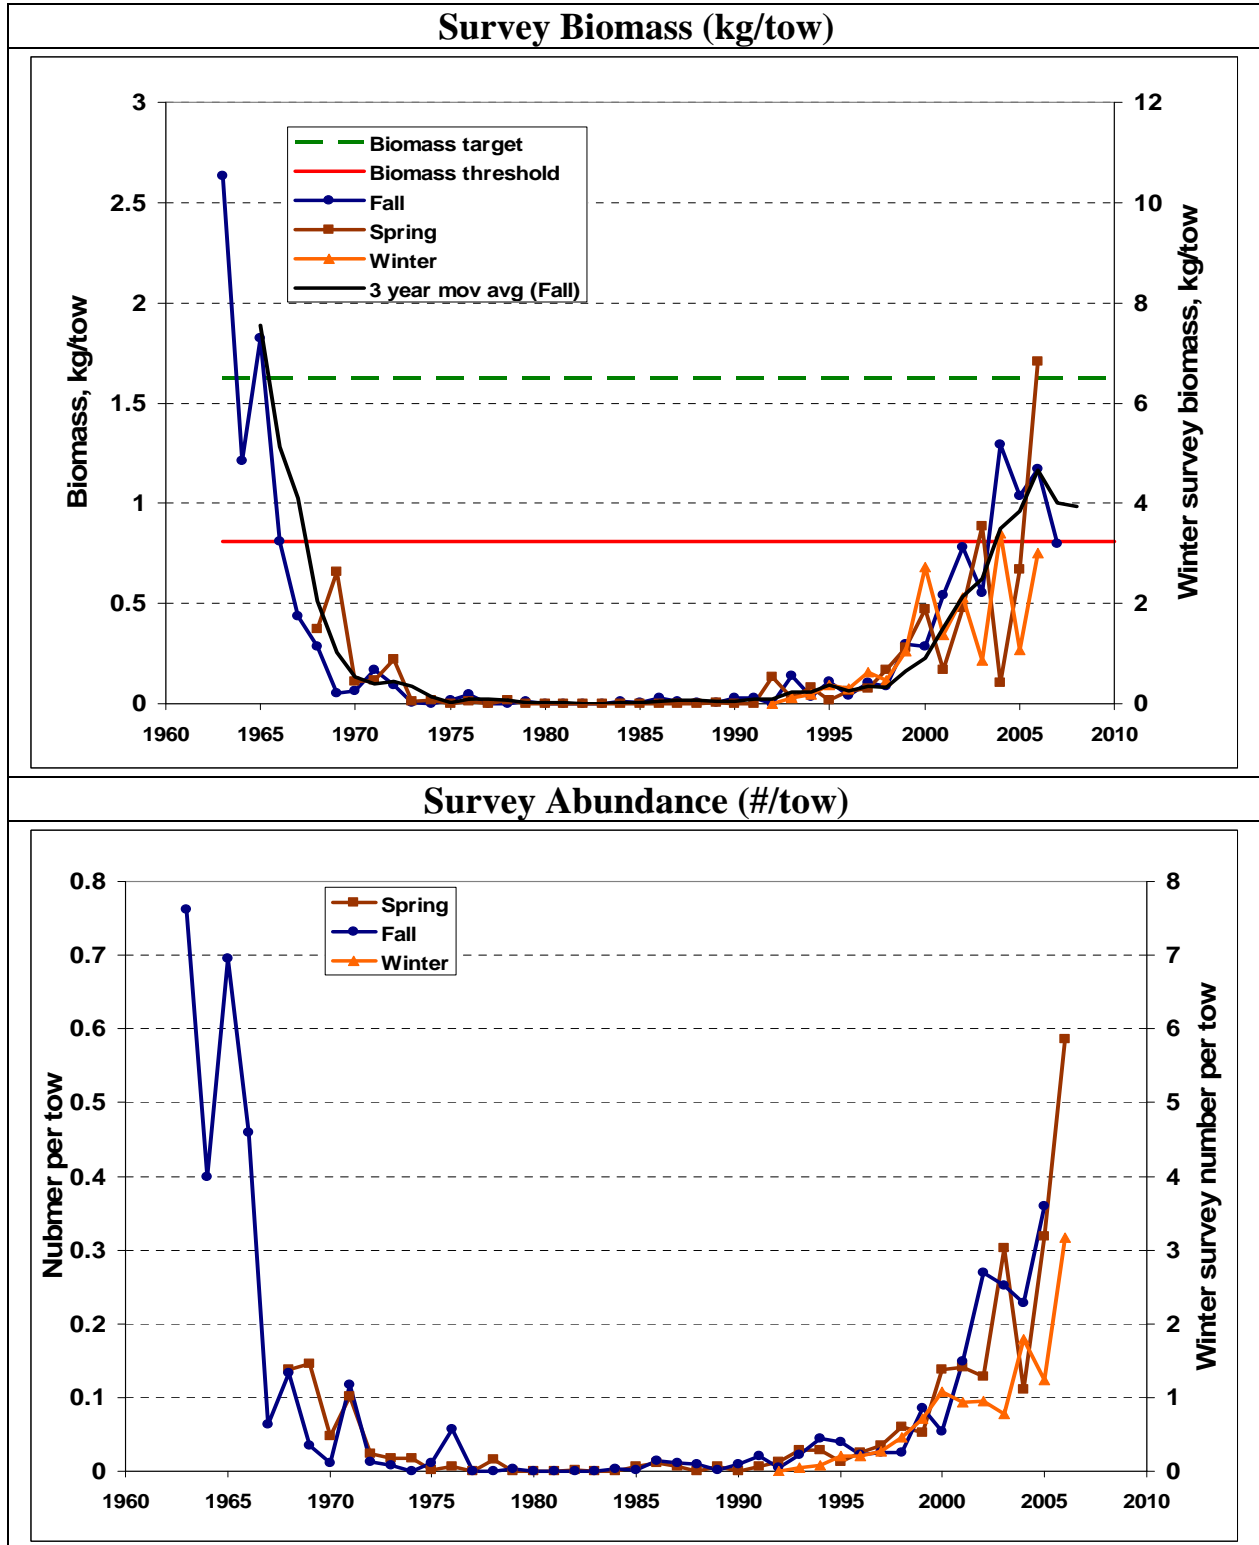 Survey Biomass (kg/tow)
3
2.5
2
1.5
1
0.5
0
12
10
8
6
4
2
0
Biomass, kg/tow
Winter survey biomass, kg/tow
Biomass target
Biomass threshold
Fall
Spring
Winter
3 year mov avg (Fall)
1960 1965 1970 1975 1980 1985 1990 1995 2000 2005 2010
Survey Abundance (#/tow)
0.8
0.7
0.6
0.5
0.4
0.3
0.2
0.1
0
8
7
6
5
4
3
2
1
0
Nubmer per tow
Winter survey number per tow
Spring
Fall
Winter
1960 1965 1970 1975 1980 1985 1990 1995 2000 2005 2010